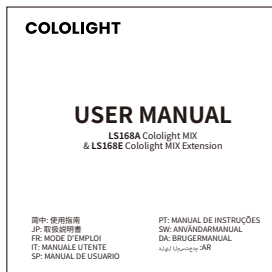 COLOLIGHT
USER MANUAL
LS168A Cololight MIX
& LS168E Cololight MIX Extension
简中: 使用指南
JP: 取扱説明書
FR: MODE D'EMPLOI
IT: MANUALE UTENTE
SP: MANUAL DE USUARIO
PT: MANUAL DE INSTRUÇÕES
SW: ANVÄNDARMANUAL
DA: BRUGERMANUAL
:AR